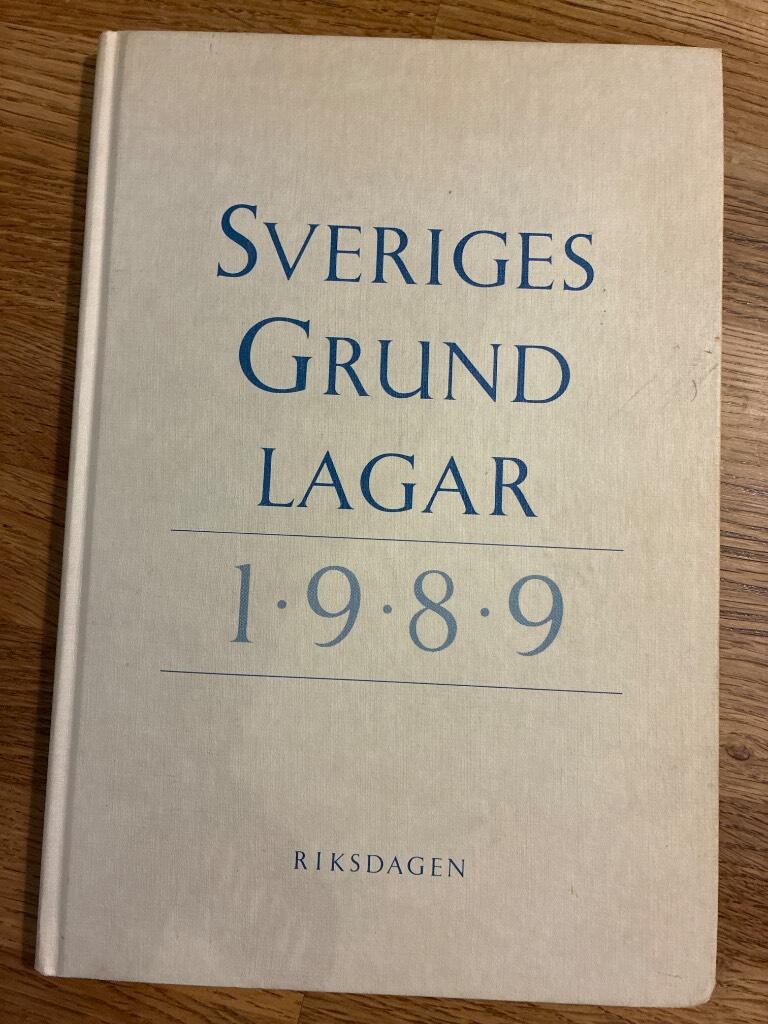 SVERIGES
GRUND
LAGAR
1·9·8·9
RIKSDAGEN